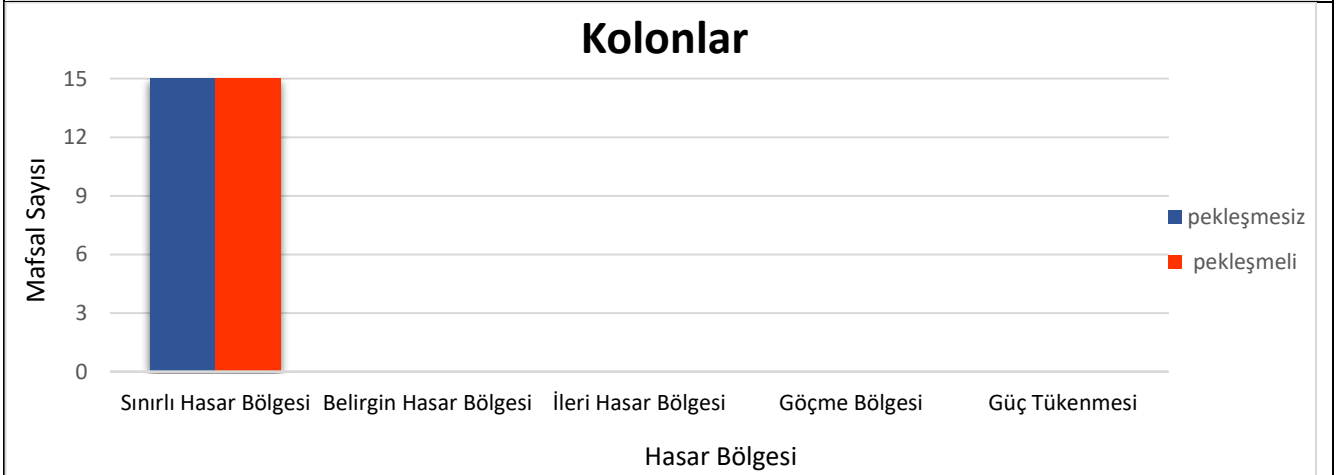 Kolonlar
15
12
9
6
3
0
Mafsal Sayısı
Sınırlı Hasar Bölgesi Belirgin Hasar Bölgesi İleri Hasar Bölgesi Göçme Bölgesi Güç Tükenmesi
Hasar Bölgesi
pekleşmesiz
pekleşmeli